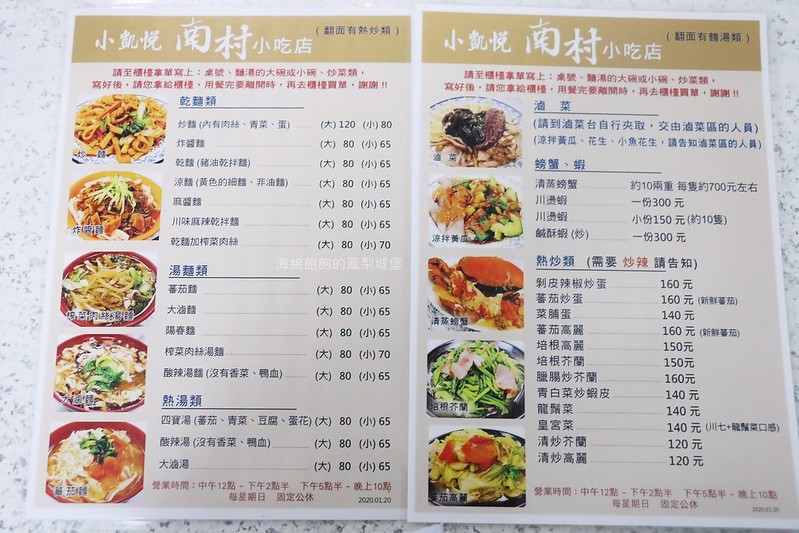 小凱悅 南村小吃店
(翻面有熱炒類)
請至櫃檯拿單寫上：桌號、麵湯的大碗或小碗、炒菜類，
寫好後，請您拿給櫃檯，用餐完要離開時，再去櫃檯買單，謝謝!!
乾麵類
炒麵 (內有肉絲、青菜、蛋) (大) 120 (小) 80
炸醬麵 (大) 80 (小) 65
乾麵 (豬油乾拌麵) (大) 80 (小) 65
涼麵 (黃色的細麵、非油麵) (大) 80 (小) 65
麻醬麵 (大) 80 (小) 65
川味麻辣乾拌麵 (大) 80 (小) 65
乾麵加榨菜肉絲 (大) 80 (小) 70
湯麵類
蕃茄麵 (大) 80 (小) 65
大滷麵 (大) 80 (小) 65
陽春麵 (大) 80 (小) 65
榨菜肉絲湯麵 (大) 80 (小) 70
酸辣湯麵 (沒有香菜、鴨血) (大) 80 (小) 65
熱湯類
四寶湯 (蕃茄、青菜、豆腐、蛋花) (大) 80 (小) 65
酸辣湯 (沒有香菜、鴨血) (大) 80 (小) 65
大滷湯 (大) 80 (小) 65
營業時間：中午12點 – 下午2點半 下午5點半 – 晚上10點
每星期日 固定公休
2020.01.20
炒麵
炸醬麵
榨菜肉絲湯麵
大滷麵
蕃茄麵
海綿飽飽的鳳梨城堡
小凱悅 南村小吃店
(翻面有麵湯類)
請至櫃檯拿單寫上：桌號、麵湯的大碗或小碗、炒菜類，
寫好後，請您拿給櫃檯，用餐完要離開時，再去櫃檯買單，謝謝!!
滷菜
(請到滷菜台自行夾取，交由滷菜區的人員)
(涼拌黃瓜、花生、小魚花生，請告知滷菜區的人員)
螃蟹、蝦
清蒸螃蟹 約10兩重 每隻約700元左右
川燙蝦 一份300 元
川燙蝦 小份150 元 (約10隻)
鹹酥蝦 (炒) 一份300 元
熱炒類 (需要 炒辣 請告知)
剝皮辣椒炒蛋 160 元
蕃茄炒蛋 160 元 (新鮮蕃茄)
菜脯蛋 140 元
蕃茄高麗 160 元 (新鮮蕃茄)
培根高麗 150元
培根芥蘭 150元
臘腸炒芥蘭 160元
青白菜炒蝦皮 140 元
龍鬚菜 140 元
皇宮菜 140 元 (川七+龍鬚菜口感)
清炒芥蘭 120 元
清炒高麗 120 元
營業時間：中午12點 – 下午2點半 下午5點半 – 晚上10點
每星期日 固定公休
2020.01.20
滷菜
涼拌黃瓜
清蒸螃蟹
培根芥蘭
蕃茄高麗